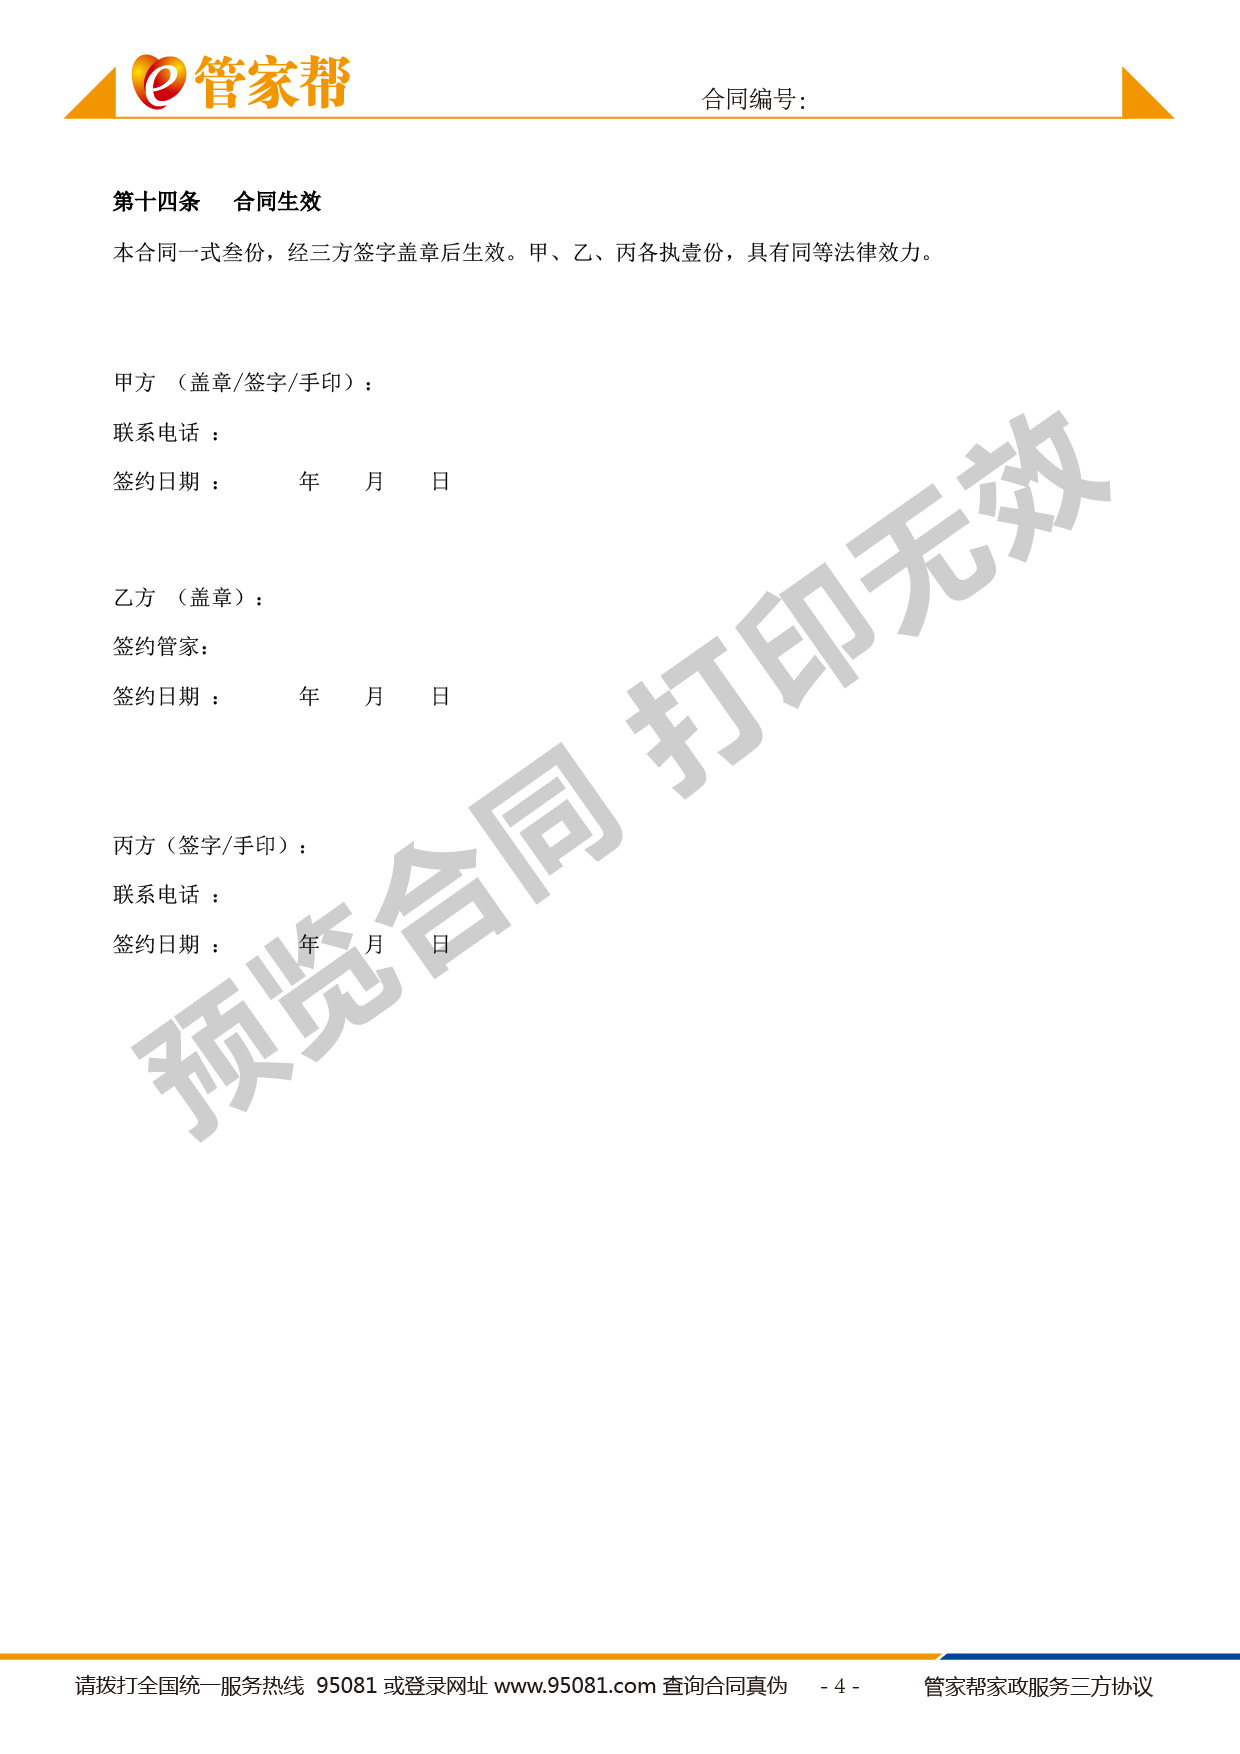 管家帮
合同编号:
第十四条 合同生效
本合同一式叁份，经三方签字盖章后生效。甲、乙、丙各执壹份，具有同等法律效力。
甲方 （盖章/签字/手印）:
联系电话 :
签约日期 : 年 月 日
乙方 （盖章）:
签约管家:
签约日期 : 年 月 日
丙方（签字/手印）:
联系电话 :
签约日期 : 年 月 日
预览合同 打印无效
请拨打全国统一服务热线 95081 或登录网址 www.95081.com 查询合同真伪 - 4 - 管家帮家政服务三方协议